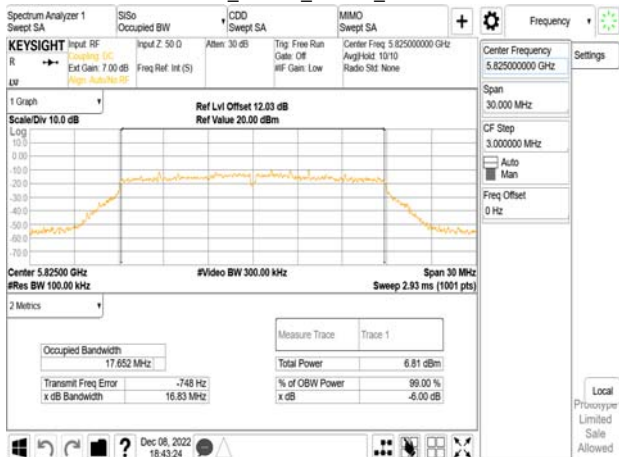 Spectrum Analyzer 1
Swept SA
SiSo
Occupied BW
CDD
Swept SA
MIMO
Swept SA
+
Frequency
KEYSIGHT
R
LXI
Input: RF
Coupling: DC
Ext Gain: 7.00 dB
Align: Auto/No RF
Input Z: 50 Ω
Freq Ref: Int (S)
Atten: 30 dB
Trig: Free Run
Gate: Off
#IF Gain: Low
Center Freq: 5.825000000 GHz
Avg|Hold: 10/10
Radio Std: None
Center Frequency
5.825000000 GHz
Settings
Span
30.000 MHz
CF Step
3.000000 MHz
Auto
Man
Freq Offset
0 Hz
1 Graph
Scale/Div 10.0 dB
Ref Lvl Offset 12.03 dB
Ref Value 20.00 dBm
Log
10.0
0.00
-10.0
-20.0
-30.0
-40.0
-50.0
-60.0
-70.0
Center 5.82500 GHz
#Res BW 100.00 kHz
#Video BW 300.00 kHz
Span 30 MHz
Sweep 2.93 ms (1001 pts)
2 Metrics
Measure Trace Trace 1
Occupied Bandwidth
17.652 MHz
Total Power 6.81 dBm
Transmit Freq Error -748 Hz
% of OBW Power 99.00 %
x dB Bandwidth 16.83 MHz
x dB -6.00 dB
Local
Prototype
Limited
Sale
Allowed
?
Dec 08, 2022
18:43:24